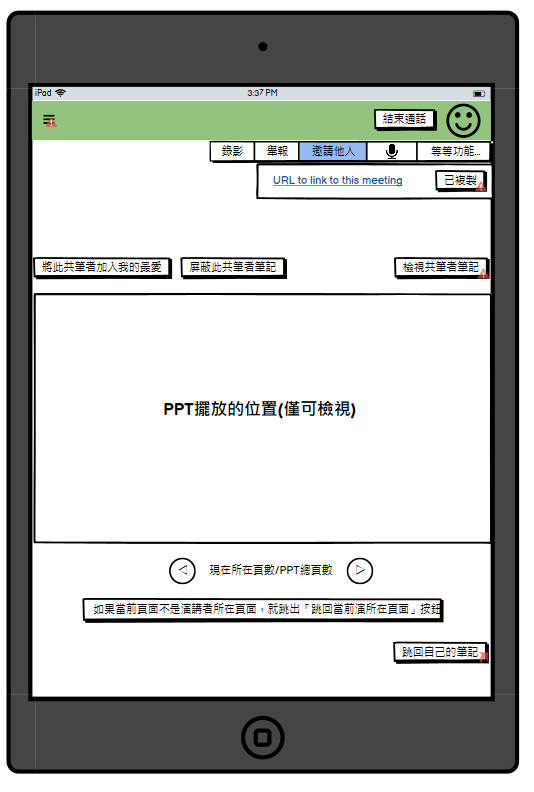 iPad 3:37 PM
結束通話
錄影 舉報 邀請他人 等等功能...
URL to link to this meeting 已複製
將此共筆者加入我的最愛 屏蔽此共筆者筆記 檢視共筆者筆記
PPT擺放的位置(僅可檢視)
現在所在頁數/PPT總頁數
如果當前頁面不是演講者所在頁面，就跳出「跳回當前演所在頁面」按鈕
跳回自己的筆記